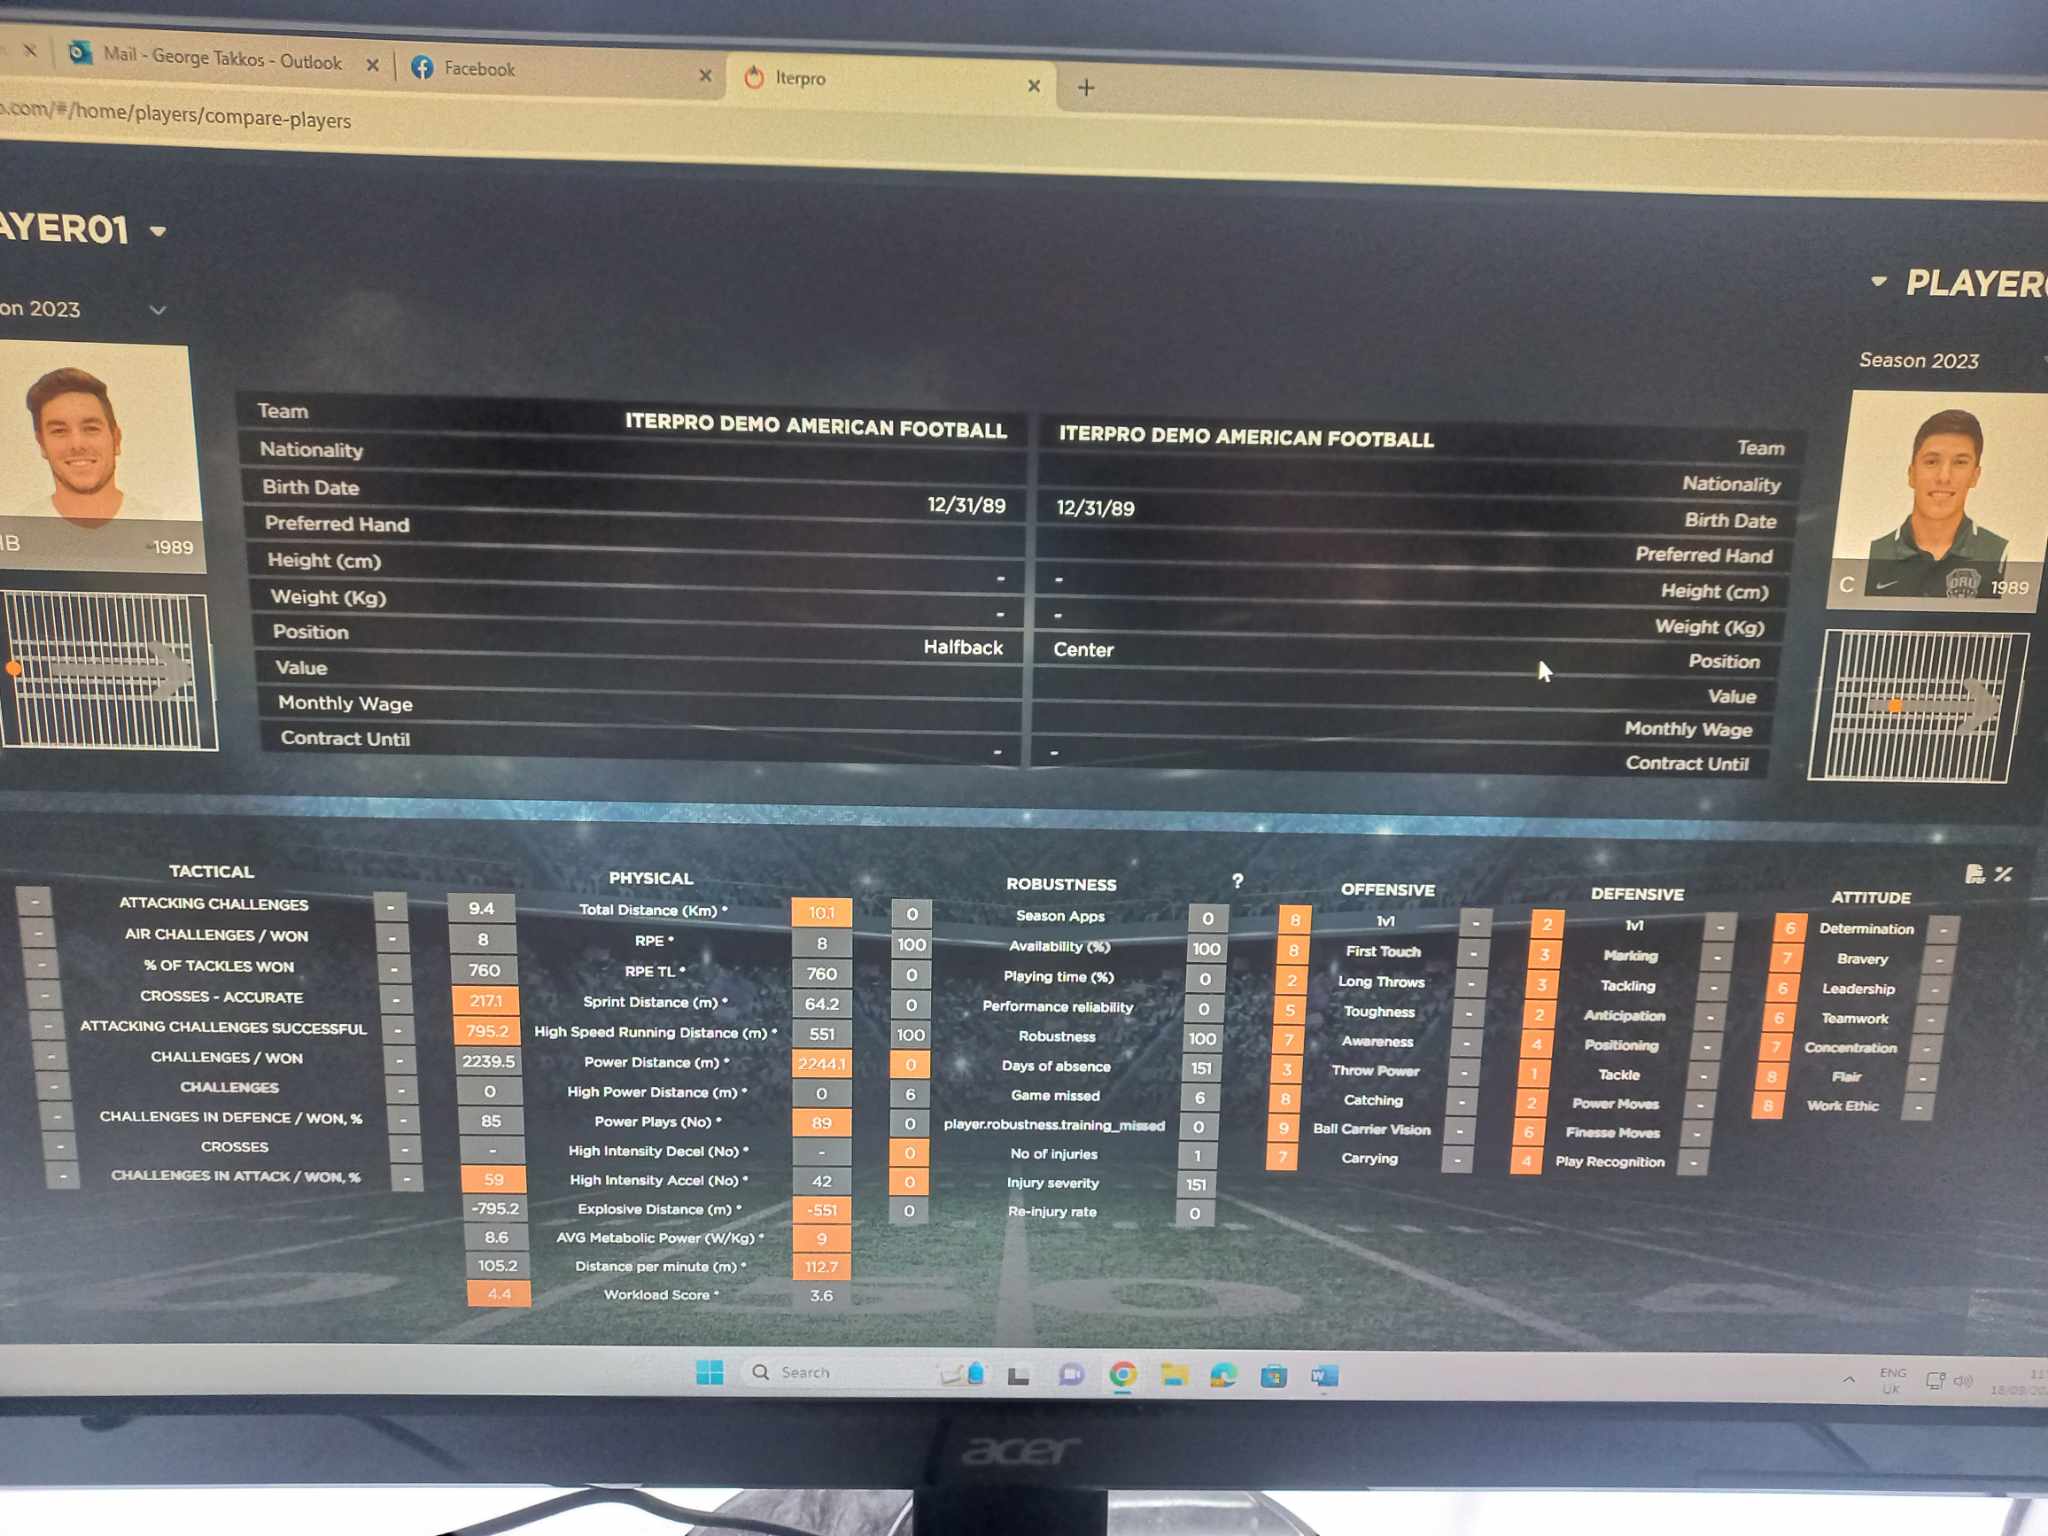 Mail - George Takkos - Outlook
Facebook
Iterpro
.com/#/home/players/compare-players
AYER01
PLAYER
on 2023
Season 2023
Team ITERPRO DEMO AMERICAN FOOTBALL ITERPRO DEMO AMERICAN FOOTBALL Team
Nationality Nationality
Birth Date 12/31/89 12/31/89 Birth Date
Preferred Hand Preferred Hand
Height (cm) - - Height (cm)
Weight (Kg) - - Weight (Kg)
Position Halfback Center Position
Value Value
Monthly Wage Monthly Wage
Contract Until - - Contract Until
1989
C
1989
TACTICAL
- ATTACKING CHALLENGES -
- AIR CHALLENGES / WON -
- % OF TACKLES WON -
- CROSSES - ACCURATE -
- ATTACKING CHALLENGES SUCCESSFUL -
- CHALLENGES / WON -
- CHALLENGES -
- CHALLENGES IN DEFENCE / WON, % -
- CROSSES -
- CHALLENGES IN ATTACK / WON, % -
PHYSICAL
9.4 Total Distance (Km) * 10.1
8 RPE * 8
760 RPE TL * 760
217.1 Sprint Distance (m) * 64.2
795.2 High Speed Running Distance (m) * 551
2239.5 Power Distance (m) * 2244.1
0 High Power Distance (m) * 0
85 Power Plays (No) * 89
- High Intensity Decel (No) * -
59 High Intensity Accel (No) * 42
-795.2 Explosive Distance (m) * -551
8.6 AVG Metabolic Power (W/Kg) * 9
105.2 Distance per minute (m) * 112.7
4.4 Workload Score * 3.6
ROBUSTNESS ?
0 Season Apps 0
100 Availability (%) 100
0 Playing time (%) 0
0 Performance reliability 0
100 Robustness 100
0 Days of absence 151
6 Game missed 6
0 player.robustness.training_missed 0
0 No of injuries 1
0 Injury severity 151
0 Re-injury rate 0
OFFENSIVE
8 1v1 -
8 First Touch -
2 Long Throws -
5 Toughness -
7 Awareness -
3 Throw Power -
8 Catching -
9 Ball Carrier Vision -
7 Carrying -
DEFENSIVE
2 1v1 -
3 Marking -
3 Tackling -
2 Anticipation -
4 Positioning -
1 Tackle -
2 Power Moves -
6 Finesse Moves -
4 Play Recognition -
ATTITUDE
6 Determination -
7 Bravery -
6 Leadership -
6 Teamwork -
7 Concentration -
8 Flair -
8 Work Ethic -
Search
ENG
UK
acer